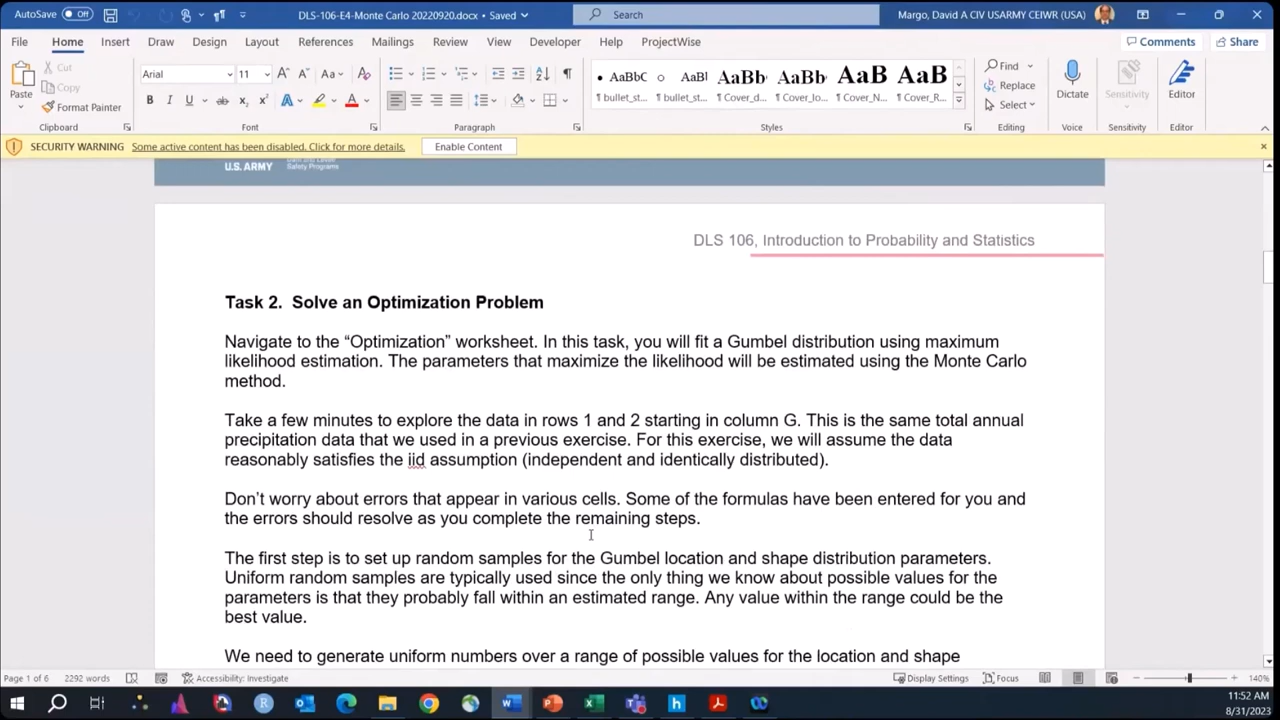 AutoSave Off DLS-106-E4-Monte Carlo 20220920.docx • Saved Search Margo, David A CIV USARMY CEIWR (USA)
File Home Insert Draw Design Layout References Mailings Review View Developer Help ProjectWise Comments Share
Paste Cut Copy Format Painter
Arial 11
AaBbC AaBl AaBb( AaBb( AaB AaB
bullet_st... bullet_st... Cover_d... Cover_lo... Cover_N... Cover_R...
Find Replace Select
Dictate Sensitivity Editor
Clipboard Font Paragraph Styles Editing Voice Sensitivity Editor
SECURITY WARNING Some active content has been disabled. Click for more details. Enable Content
U.S. ARMY Safety Programs
DLS 106, Introduction to Probability and Statistics
Task 2. Solve an Optimization Problem
Navigate to the “Optimization” worksheet. In this task, you will fit a Gumbel distribution using maximum
likelihood estimation. The parameters that maximize the likelihood will be estimated using the Monte Carlo
method.
Take a few minutes to explore the data in rows 1 and 2 starting in column G. This is the same total annual
precipitation data that we used in a previous exercise. For this exercise, we will assume the data
reasonably satisfies the iid assumption (independent and identically distributed).
Don’t worry about errors that appear in various cells. Some of the formulas have been entered for you and
the errors should resolve as you complete the remaining steps.
The first step is to set up random samples for the Gumbel location and shape distribution parameters.
Uniform random samples are typically used since the only thing we know about possible values for the
parameters is that they probably fall within an estimated range. Any value within the range could be the
best value.
We need to generate uniform numbers over a range of possible values for the location and shape
Page 1 of 6 2292 words Accessibility: Investigate Display Settings Focus 140%
11:52 AM
8/31/2023